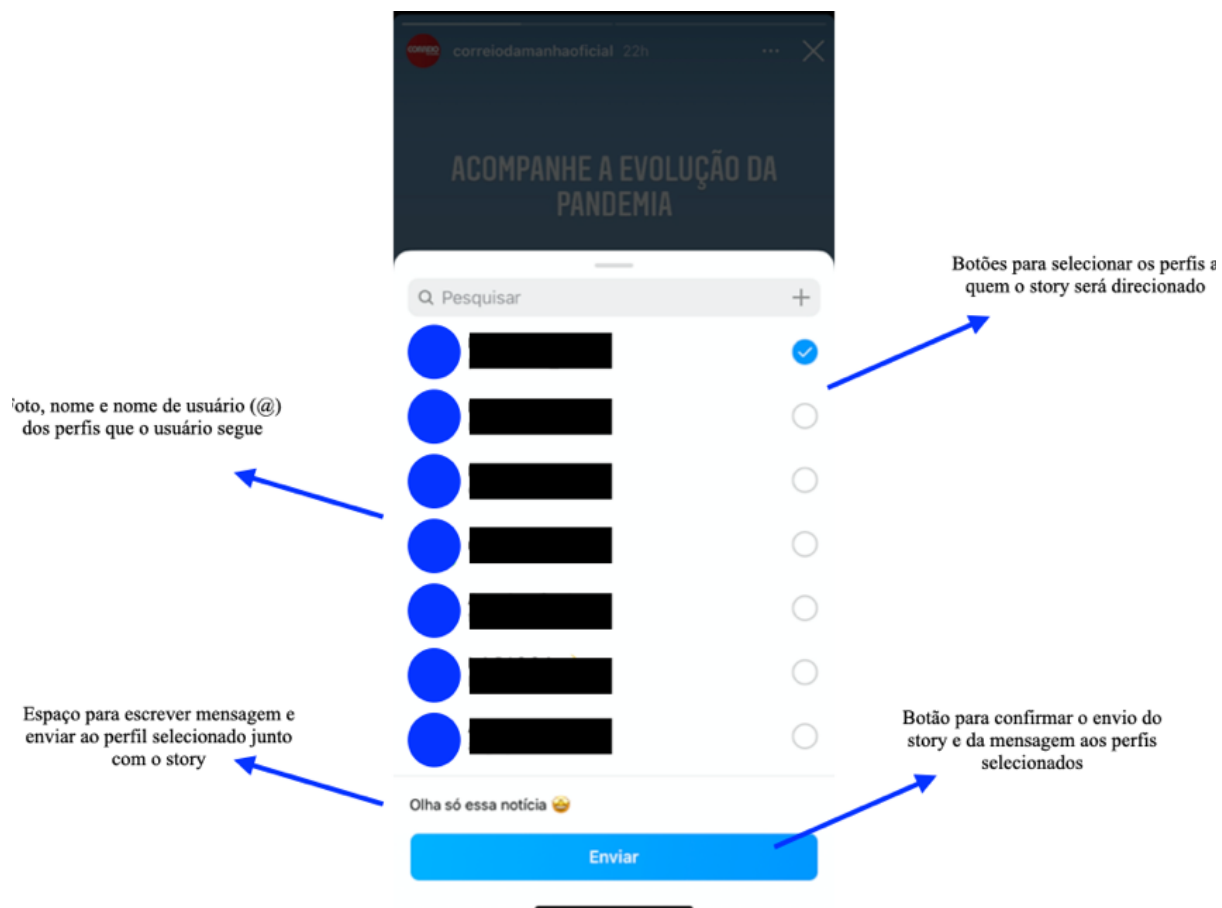 CORREIO
correiodamanhaoficial 22h
ACOMPANHE A EVOLUÇÃO DA
PANDEMIA
Pesquisar
Botões para selecionar os perfis a
quem o story será direcionado
oto, nome e nome de usuário (@)
dos perfis que o usuário segue
Espaço para escrever mensagem e
enviar ao perfil selecionado junto
com o story
Botão para confirmar o envio do
story e da mensagem aos perfis
selecionados
Olha só essa notícia 🤩
Enviar